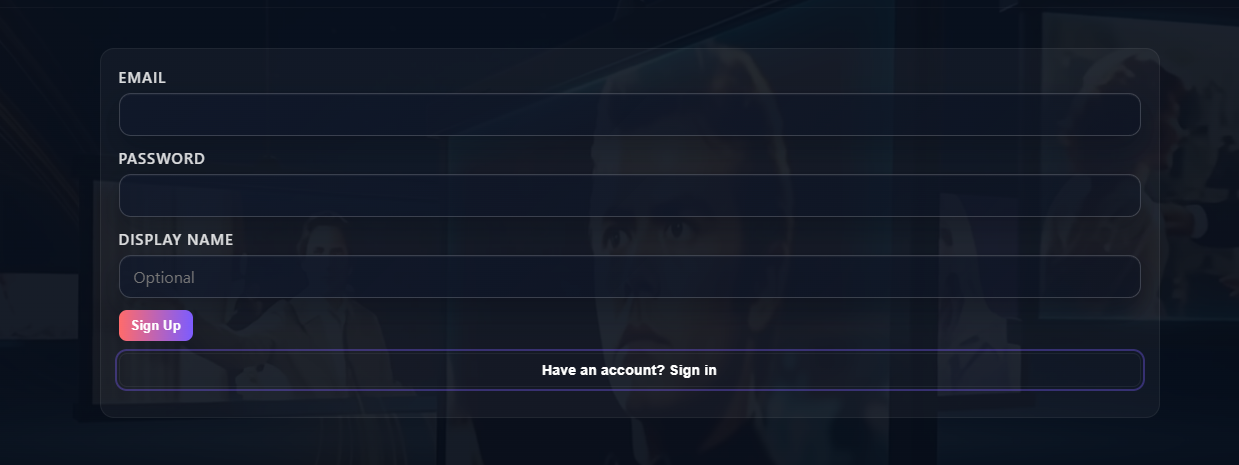 EMAIL
PASSWORD
DISPLAY NAME
Optional
Sign Up
Have an account? Sign in